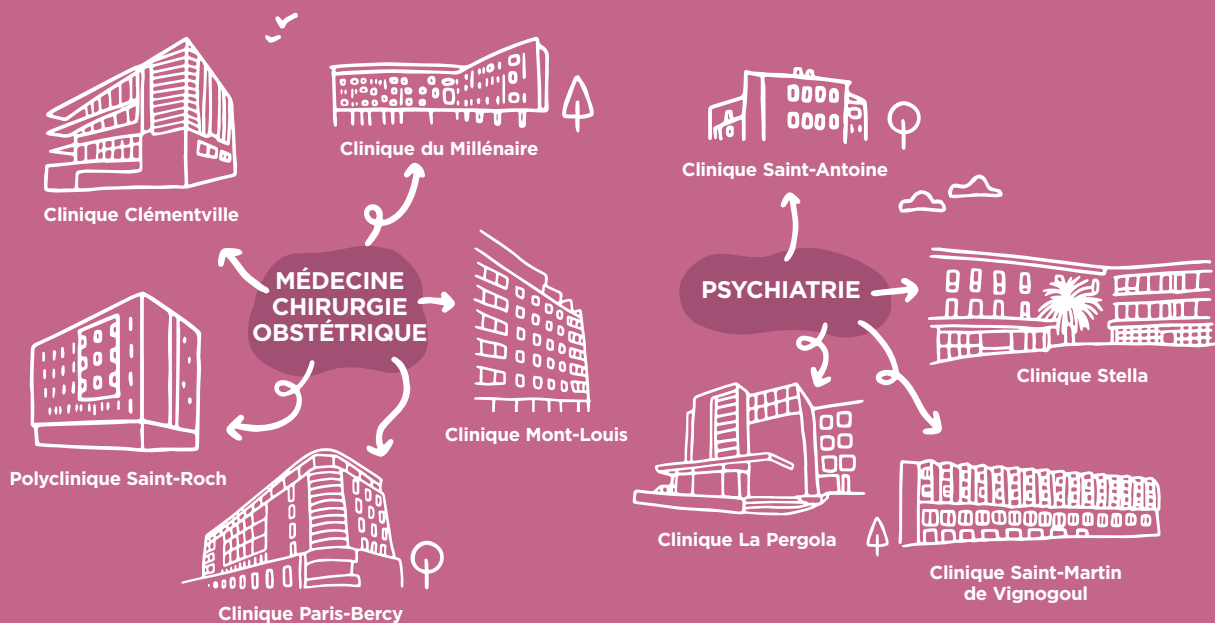 Clinique du Millénaire
Clinique Clémentville
MÉDECINE
CHIRURGIE
OBSTÉTRIQUE
Clinique Mont-Louis
Polyclinique Saint-Roch
Clinique Paris-Bercy
Clinique Saint-Antoine
PSYCHIATRIE
Clinique Stella
Clinique La Pergola
Clinique Saint-Martin
de Vignogoul